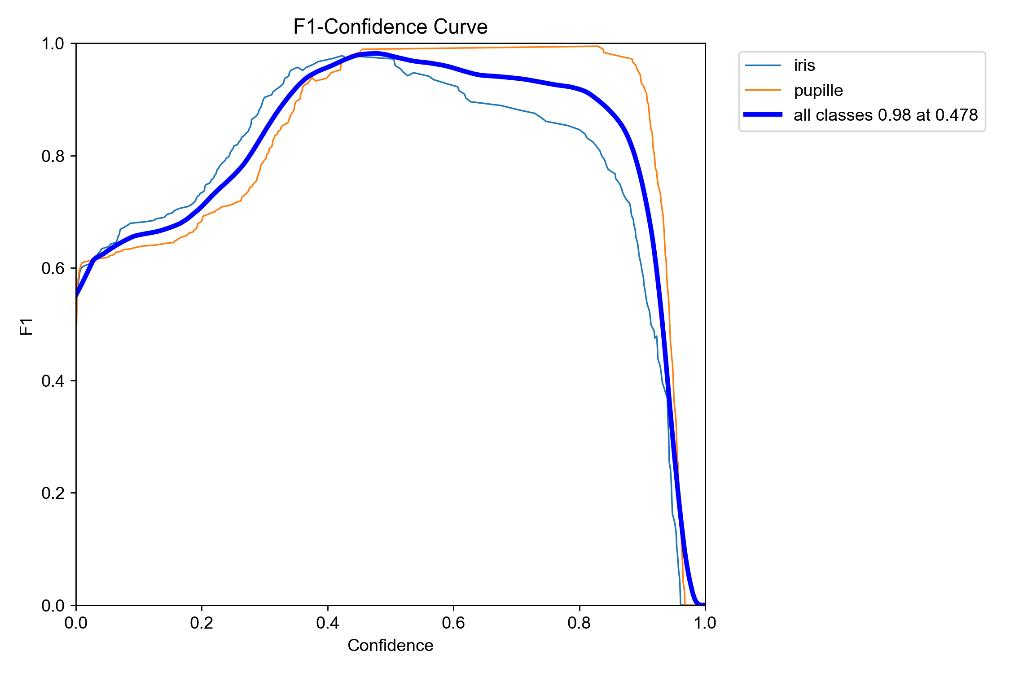 F1-Confidence Curve
iris
pupille
all classes 0.98 at 0.478
1.0
0.8
0.6
0.4
0.2
0.0
F1
0.0 0.2 0.4 0.6 0.8 1.0
Confidence